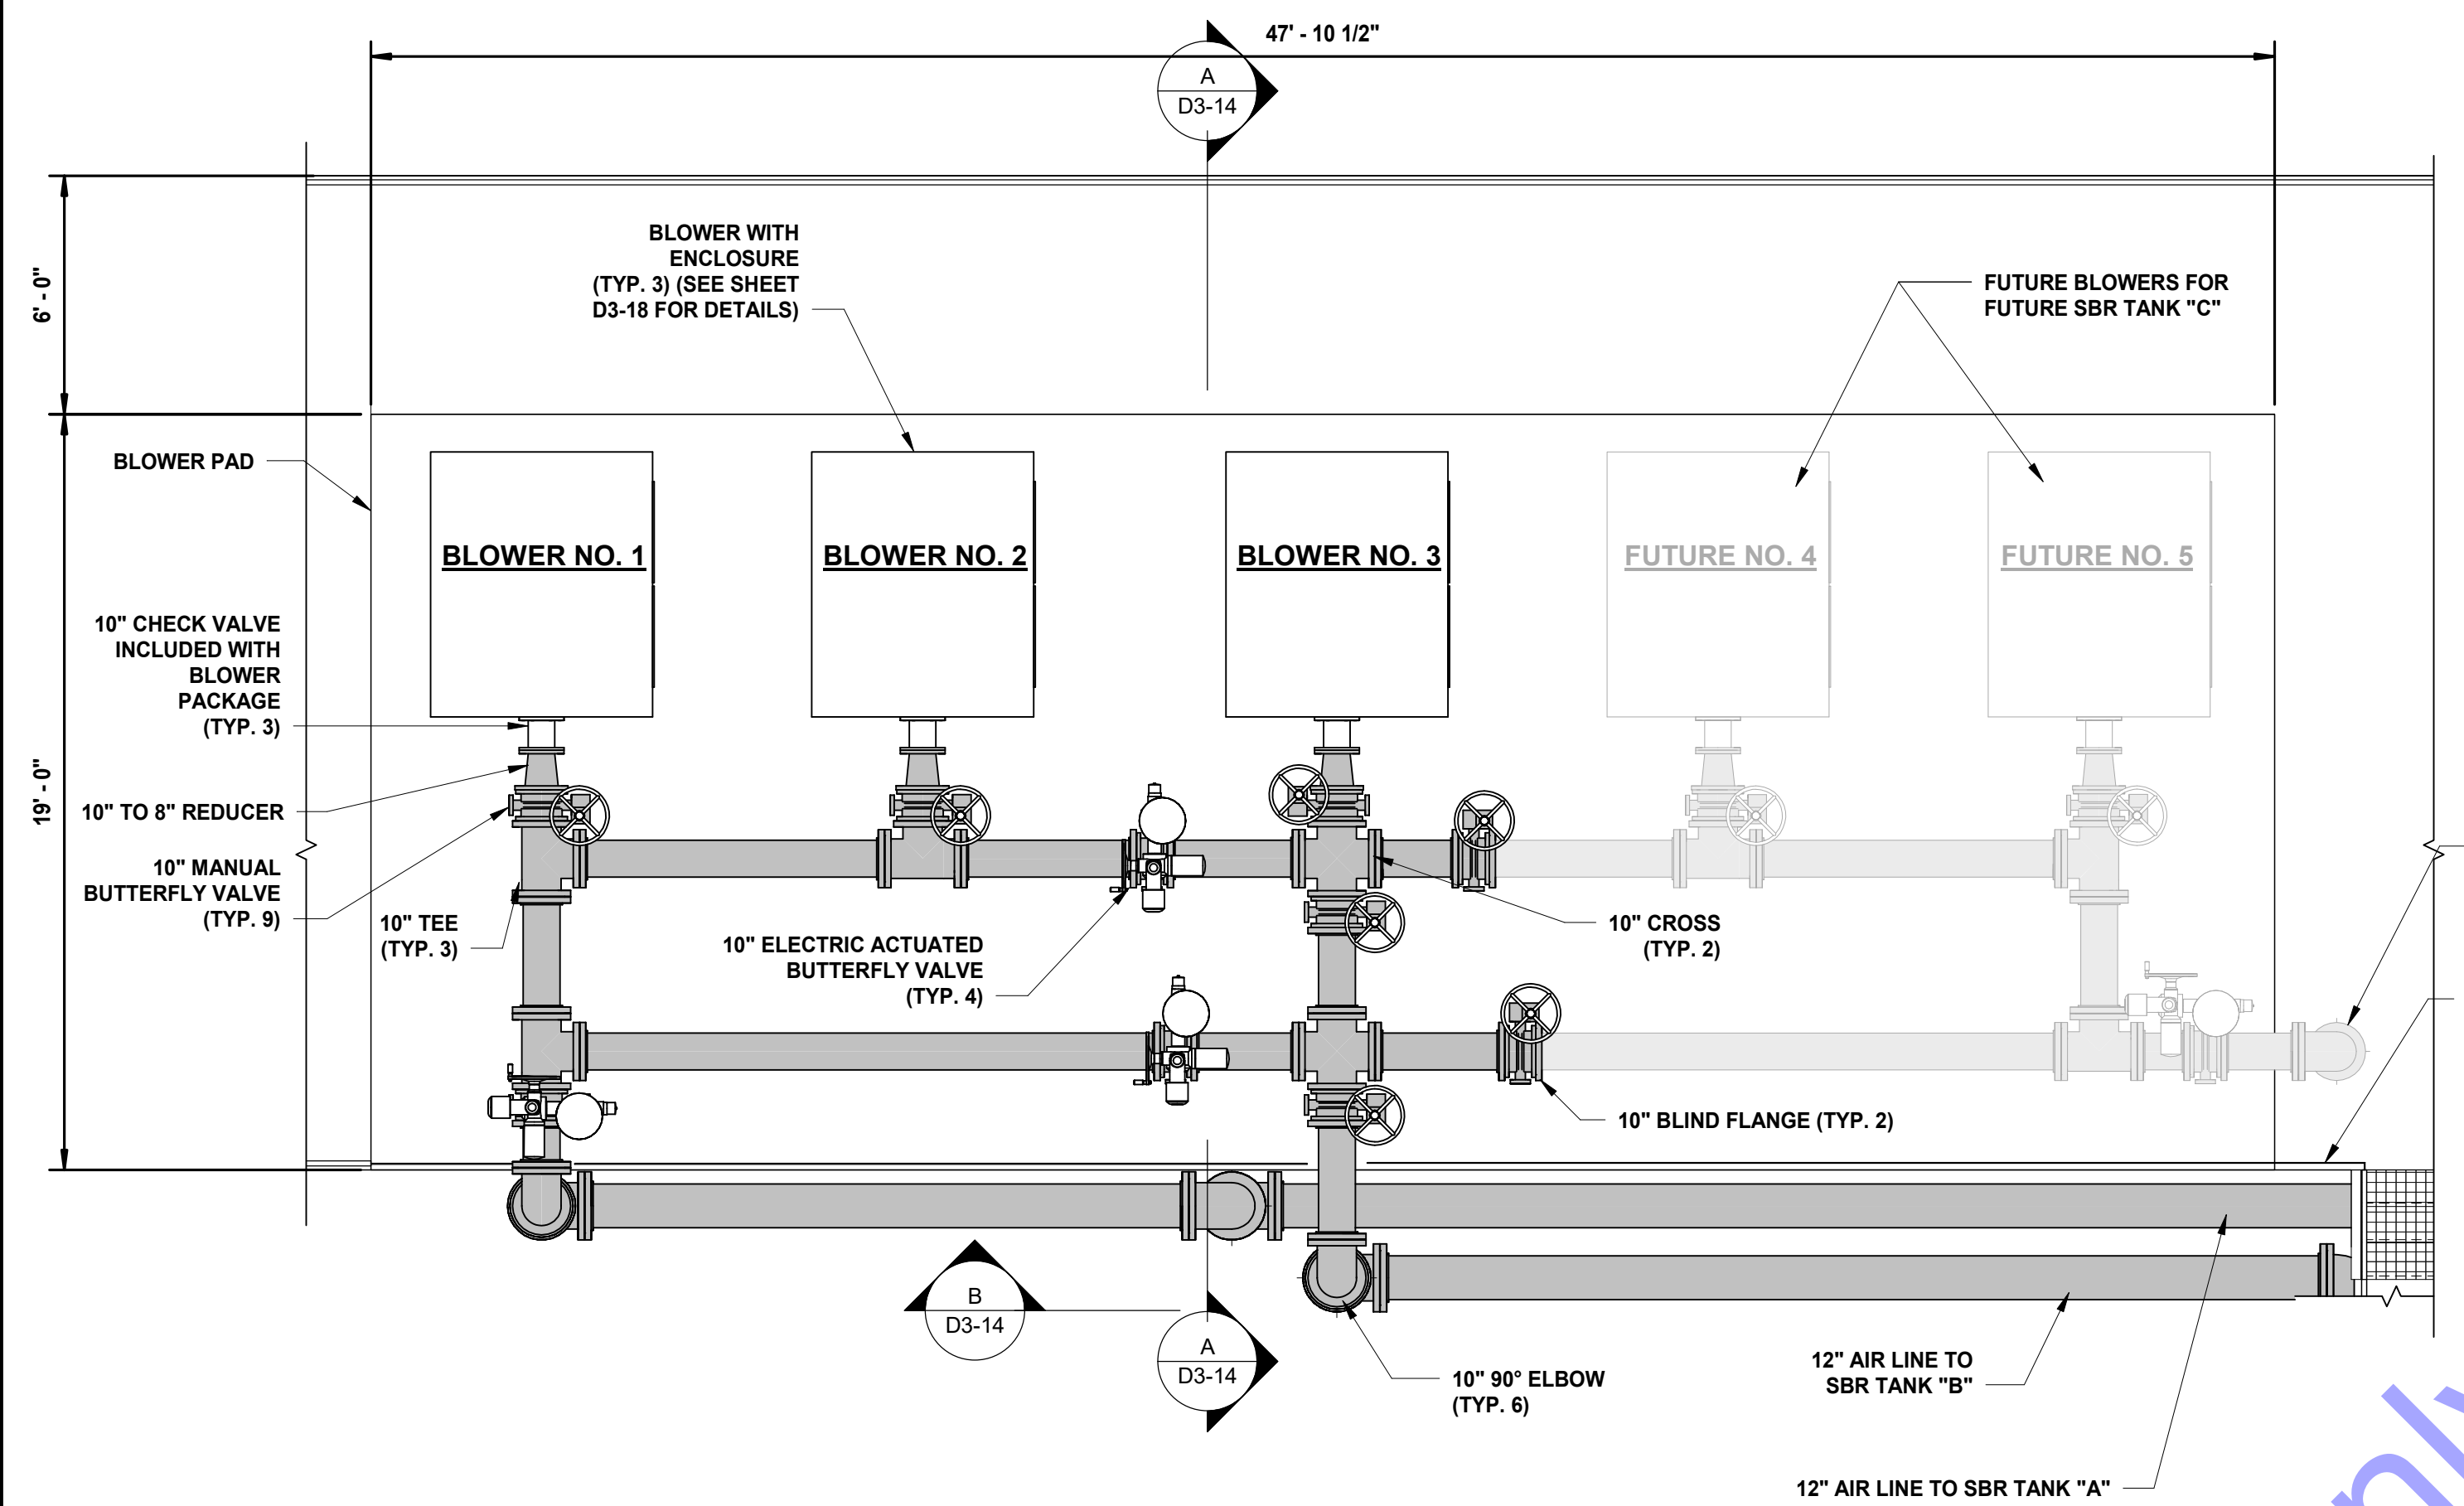 47' - 10 1/2"
A
D3-14
6' - 0"
BLOWER WITH
ENCLOSURE
(TYP. 3) (SEE SHEET
D3-18 FOR DETAILS)
FUTURE BLOWERS FOR
FUTURE SBR TANK "C"
BLOWER PAD
BLOWER NO. 1
BLOWER NO. 2
BLOWER NO. 3
FUTURE NO. 4
FUTURE NO. 5
10" CHECK VALVE
INCLUDED WITH
BLOWER
PACKAGE
(TYP. 3)
19' - 0"
10" TO 8" REDUCER
10" MANUAL
BUTTERFLY VALVE
(TYP. 9)
10" TEE
(TYP. 3)
10" ELECTRIC ACTUATED
BUTTERFLY VALVE
(TYP. 4)
10" CROSS
(TYP. 2)
10" BLIND FLANGE (TYP. 2)
B
D3-14
A
D3-14
10" 90° ELBOW
(TYP. 6)
12" AIR LINE TO
SBR TANK "B"
12" AIR LINE TO SBR TANK "A"